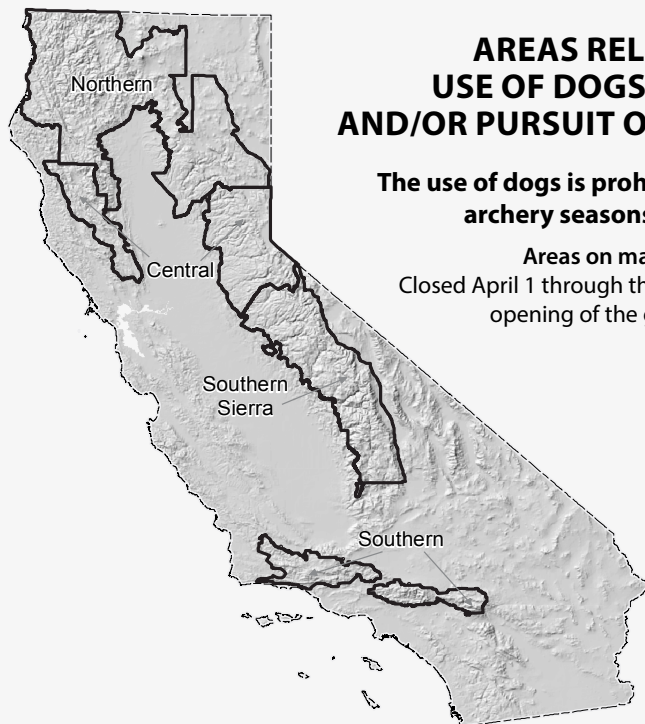 AREAS REL
USE OF DOGS
AND/OR PURSUIT O
The use of dogs is proh
archery seasons
Areas on ma
Closed April 1 through th
opening of the
Northern
Central
Southern
Sierra
Southern